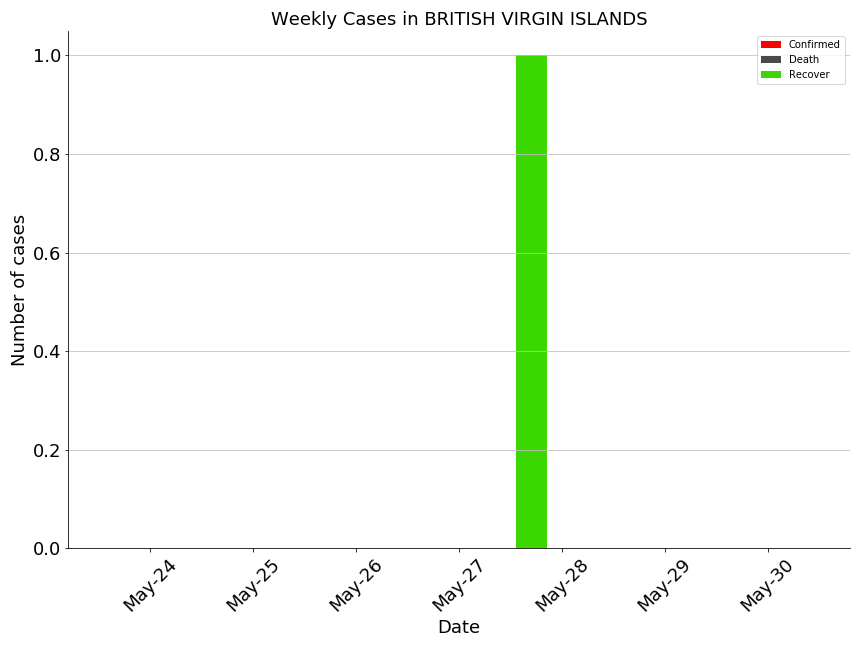 Weekly Cases in BRITISH VIRGIN ISLANDS
Confirmed
Death
Recover
Number of cases
1.0
0.8
0.6
0.4
0.2
0.0
May-24
May-25
May-26
May-27
May-28
May-29
May-30
Date